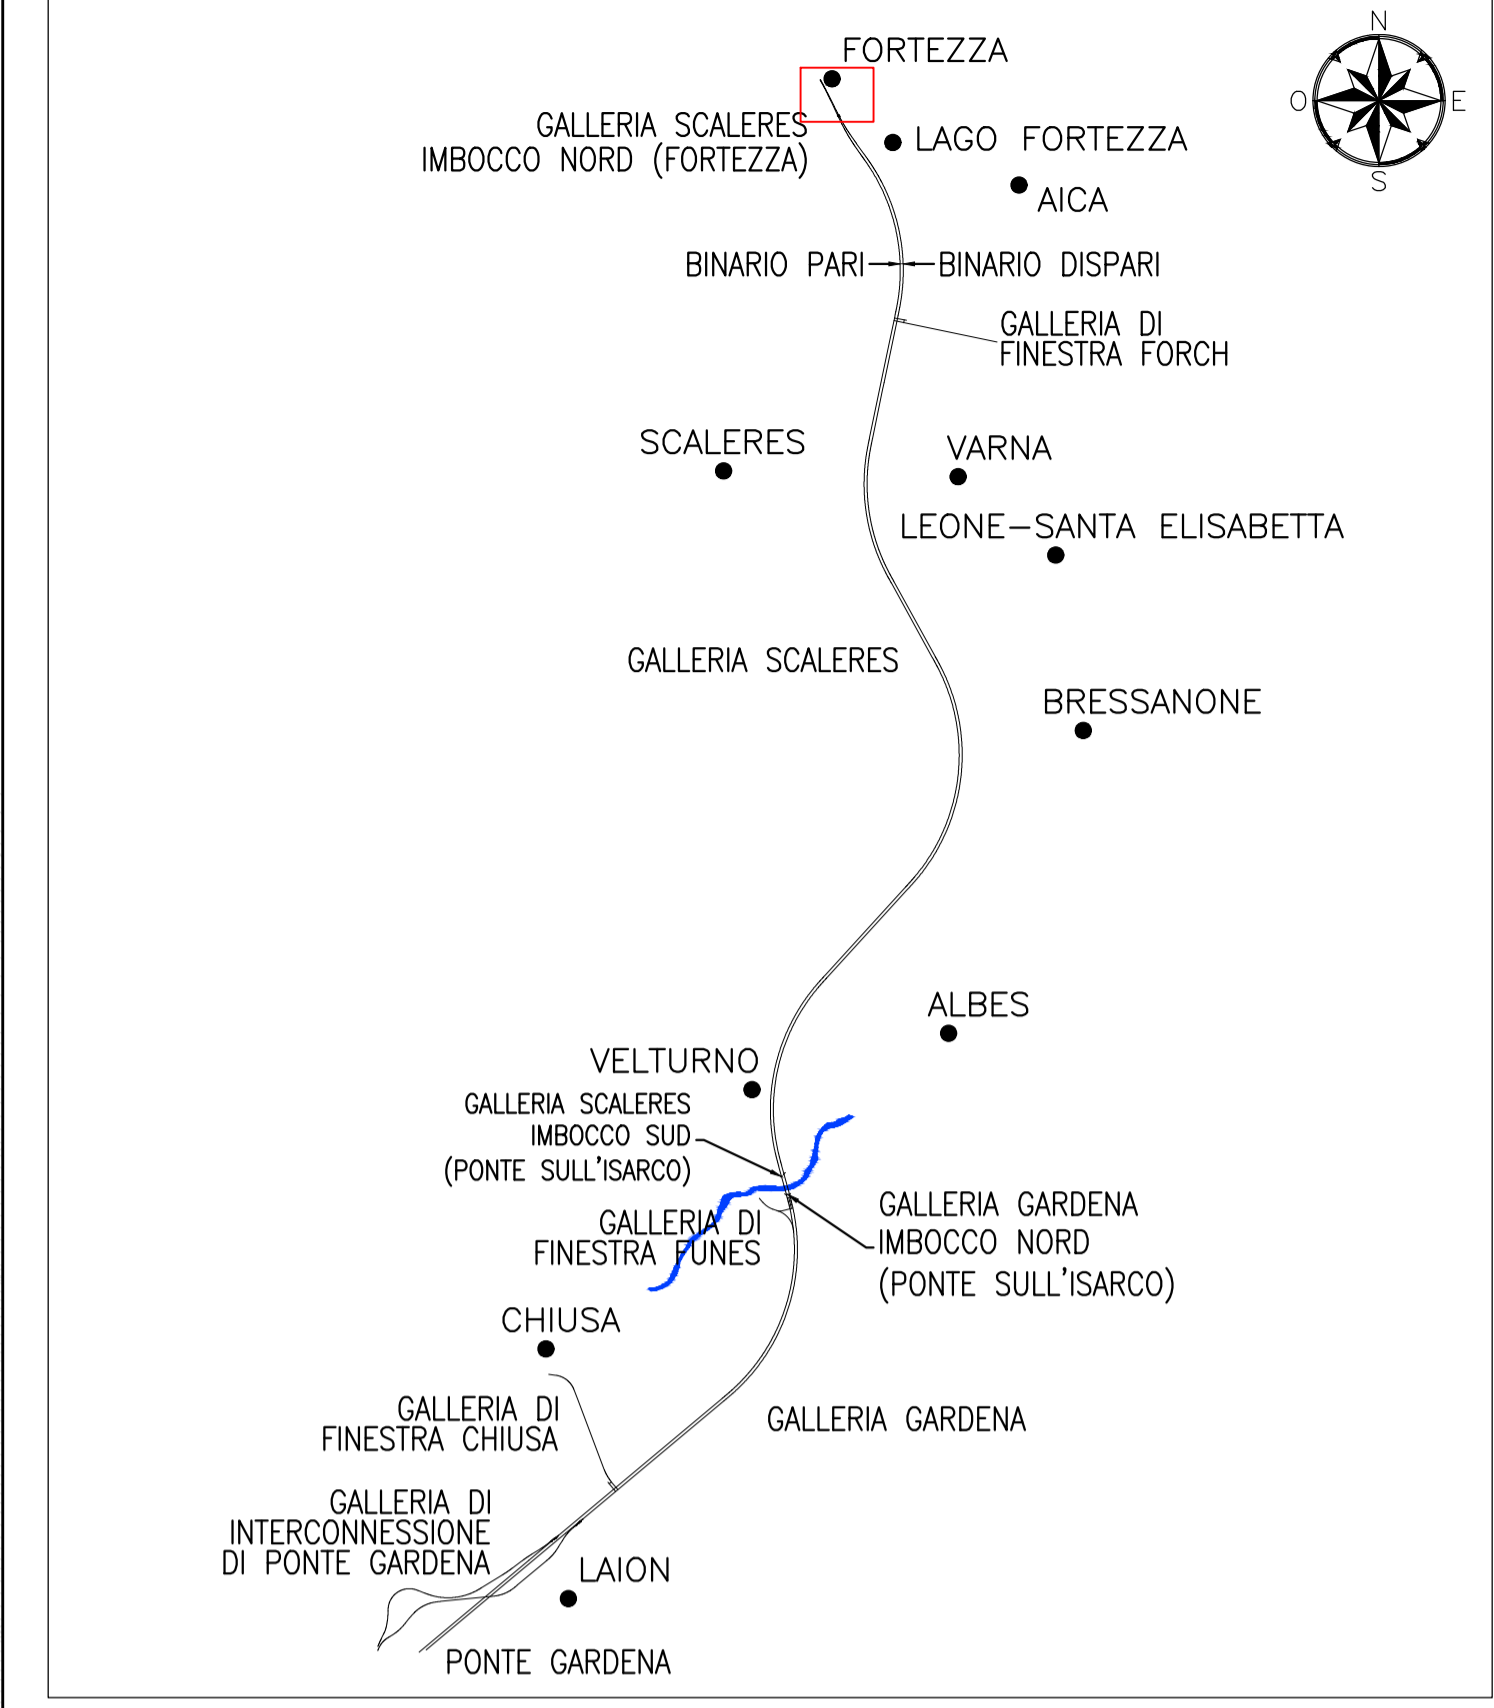 N
FORTEZZA
O
E
GALLERIA SCALERES
IMBOCCO NORD (FORTEZZA)
LAGO FORTEZZA
S
AICA
BINARIO PARI
BINARIO DISPARI
GALLERIA DI
FINESTRA FORCH
SCALERES
VARNA
LEONE-SANTA ELISABETTA
GALLERIA SCALERES
BRESSANONE
ALBES
VELTURNO
GALLERIA SCALERES
IMBOCCO SUD
(PONTE SULL'ISARCO)
GALLERIA GARDENA
IMBOCCO NORD
(PONTE SULL'ISARCO)
GALLERIA DI
FINESTRA FUNES
CHIUSA
GALLERIA DI
FINESTRA CHIUSA
GALLERIA GARDENA
GALLERIA DI
INTERCONNESSIONE
DI PONTE GARDENA
LAION
PONTE GARDENA